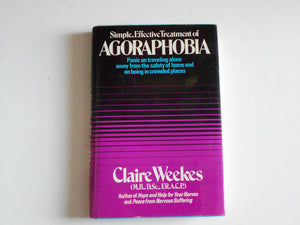 Simple, Effective Treatment of
AGORAPHOBIA
Panic on traveling alone
away from the safety of home and
on being in crowded places
Claire Weekes
(M.B., D.Sc., F.R.A.C.P.)
Author of Hope and Help for Your Nerves
and Peace from Nervous Suffering